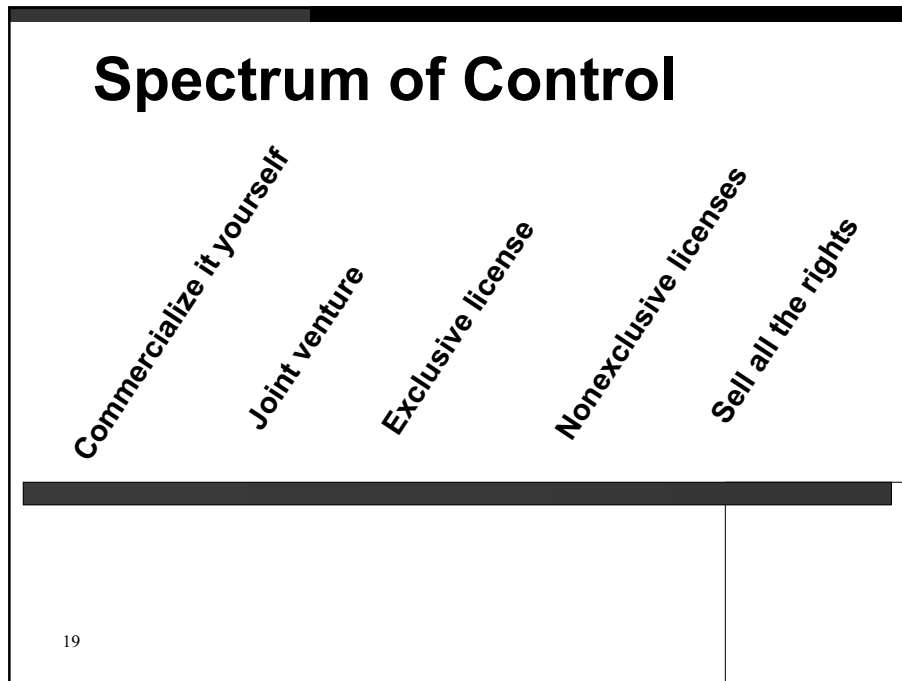 Spectrum of Control
Commercialize it yourself
Joint venture
Exclusive license
Nonexclusive licenses
Sell all the rights
19